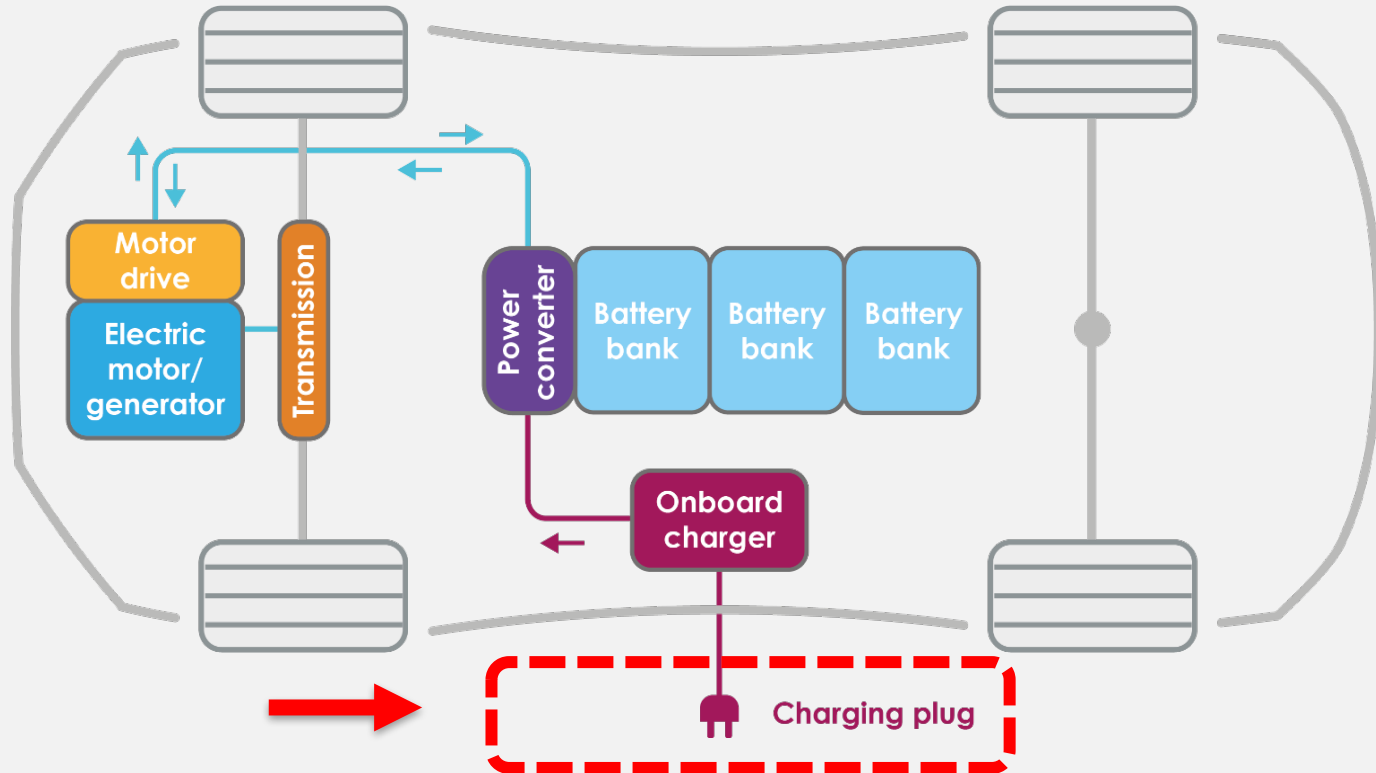 Motor
drive
Electric
motor/
generator
Transmission
Power
converter
Battery
bank
Battery
bank
Battery
bank
Onboard
charger
Charging plug